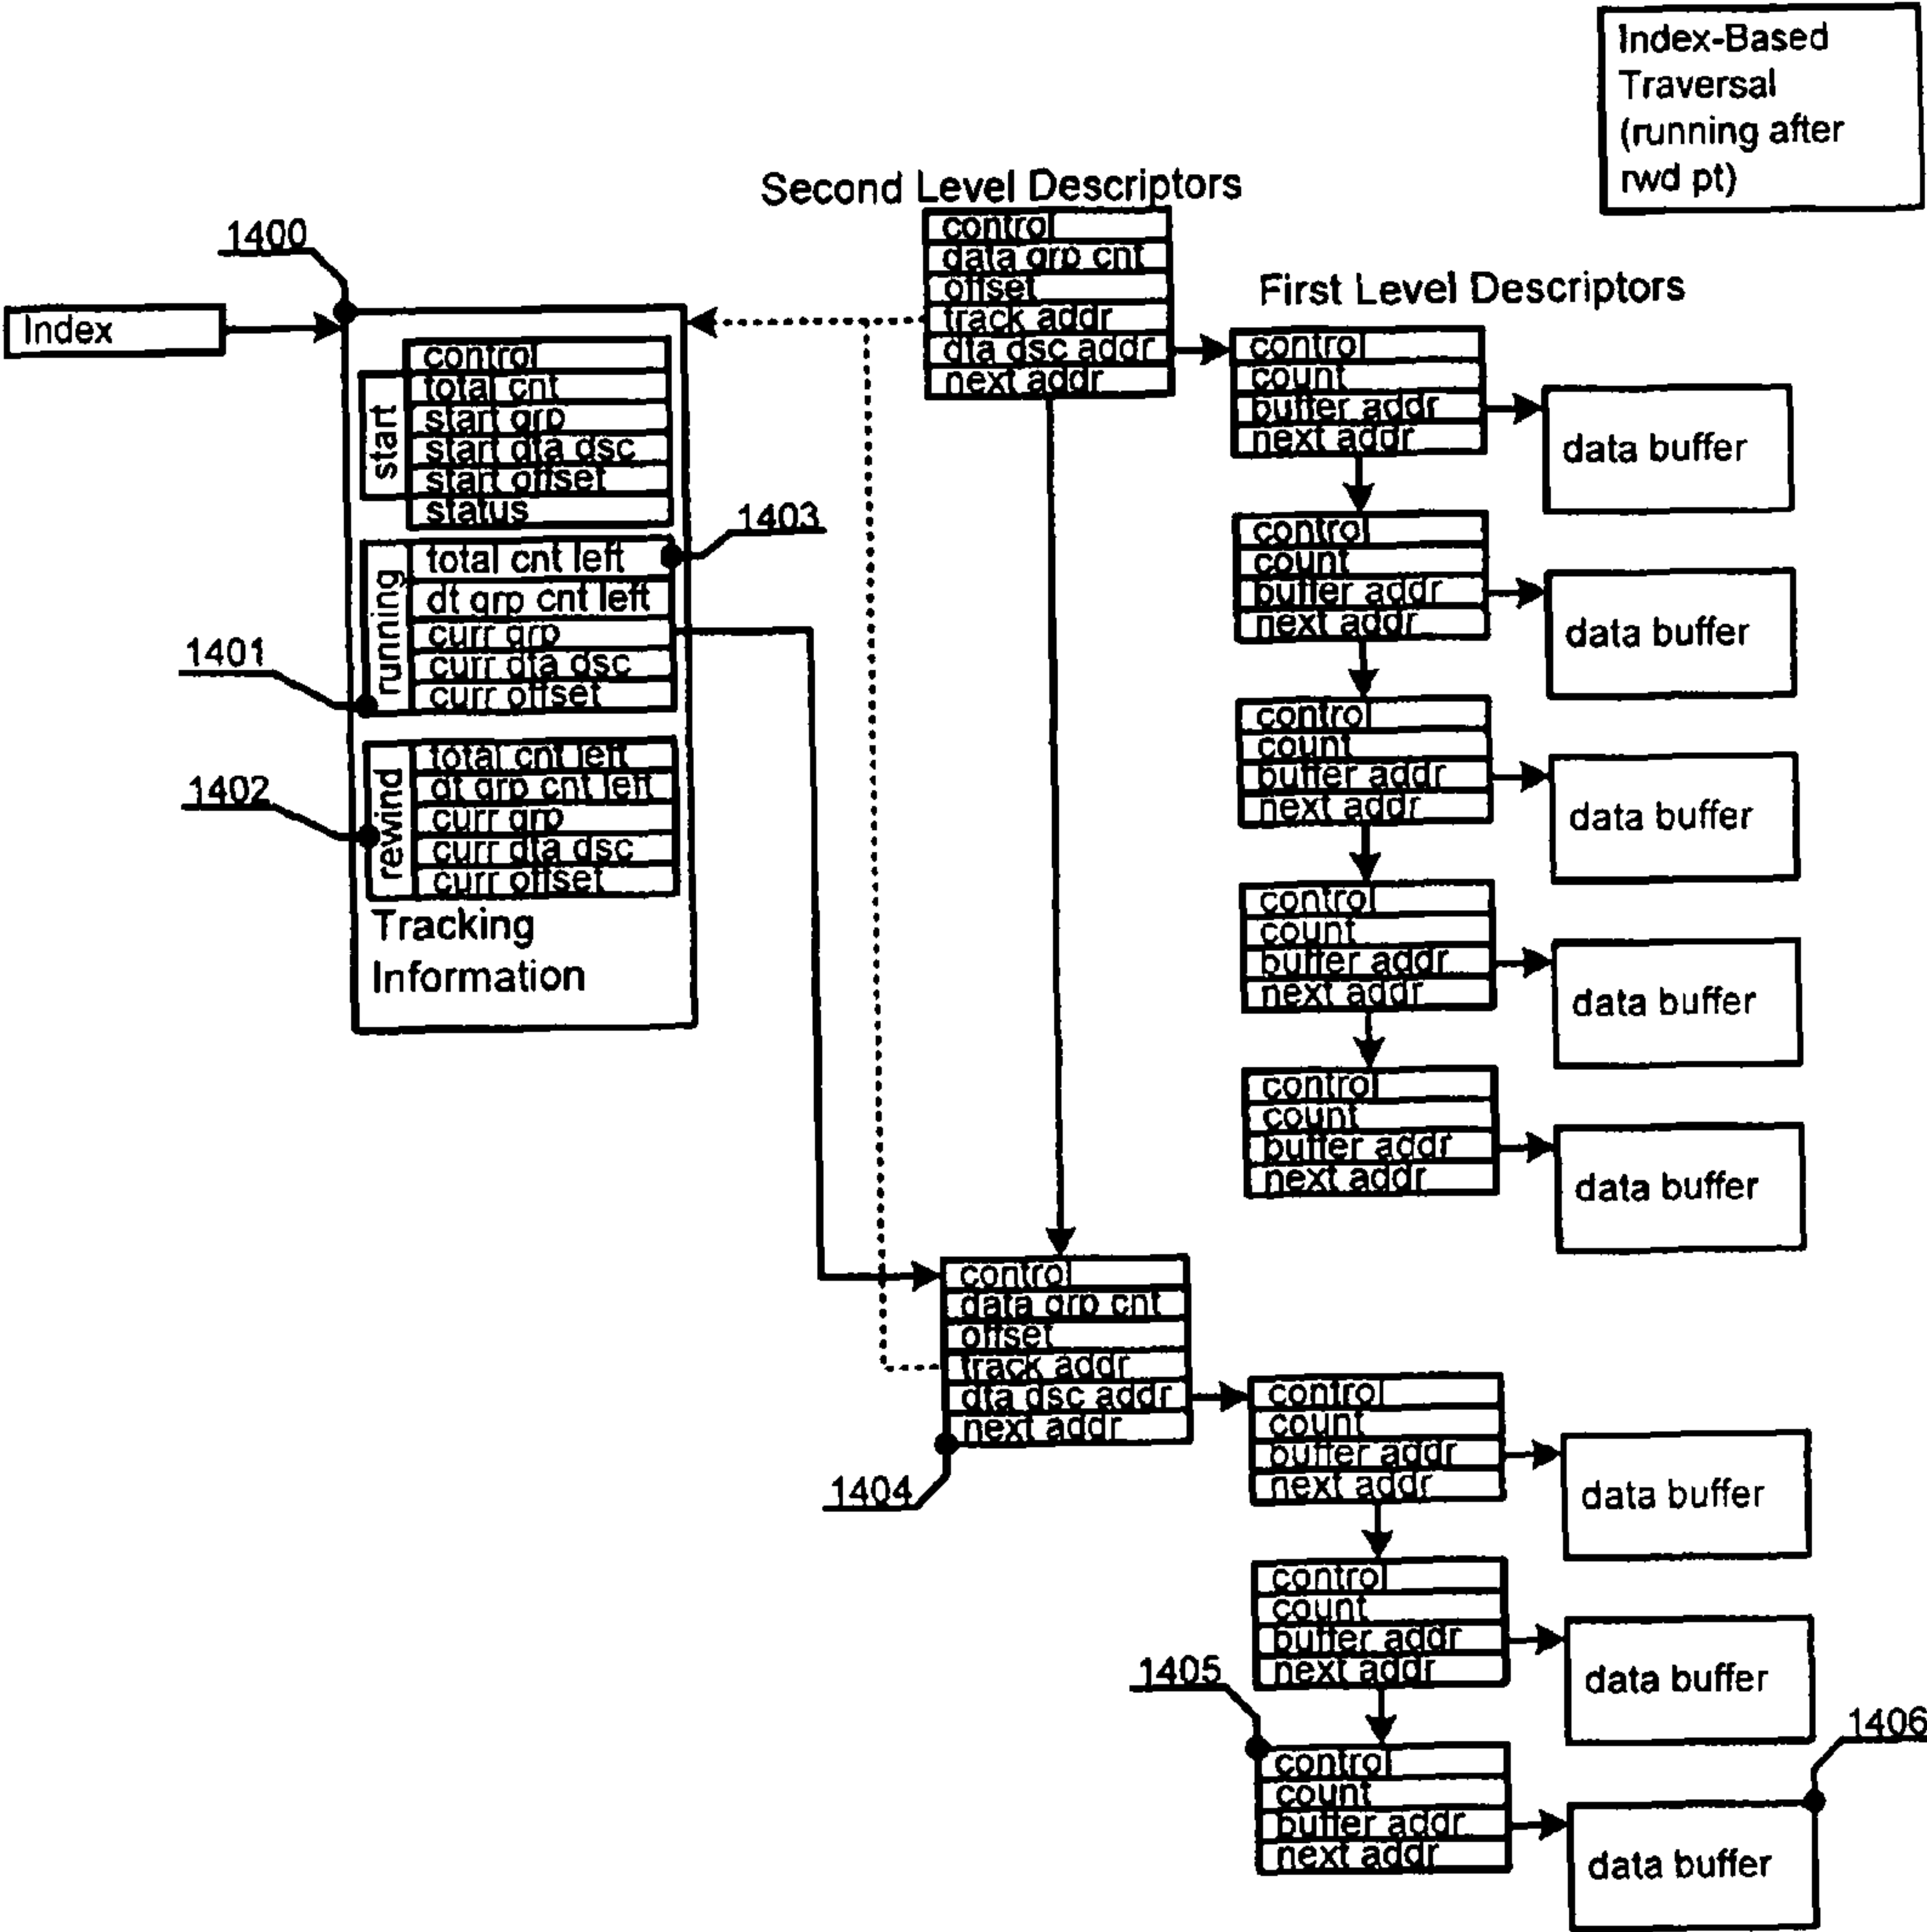 Index-Based
Traversal
(running after
rwd pt)
Second Level Descriptors
1400
control
data grp cnt
offset
track addr
dta dsc addr
next addr
First Level Descriptors
Index
control
total cnt
start grp
start dta dsc
start offset
status
start
1403
total cnt left
dt grp cnt left
curr grp
curr dta dsc
curr offset
running
1401
total cnt left
dt grp cnt left
curr grp
curr dta dsc
curr offset
rewind
1402
Tracking
Information
control
count
buffer addr
next addr
data buffer
control
count
buffer addr
next addr
data buffer
control
count
buffer addr
next addr
data buffer
control
count
buffer addr
next addr
data buffer
control
count
buffer addr
next addr
data buffer
control
data grp cnt
offset
track addr
dta dsc addr
next addr
1404
control
count
buffer addr
next addr
data buffer
control
count
buffer addr
next addr
data buffer
1405
control
count
buffer addr
next addr
1406
data buffer